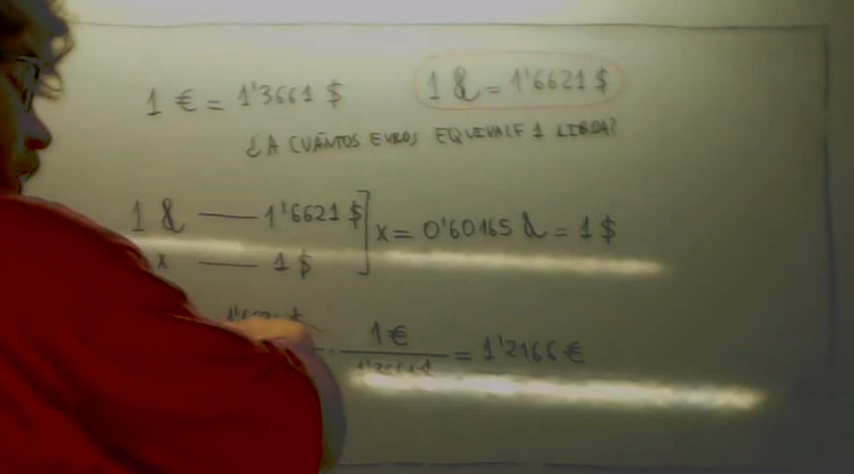 1 € = 1'3661 $ 1 & = 1'6621 $
¿A CUÁNTOS EUROS EQUIVALE 1 LIBRA?
1 & — 1'6621 $
x — 1 $
x = 0'60165 & = 1 $
1 €
= 1'2166 €